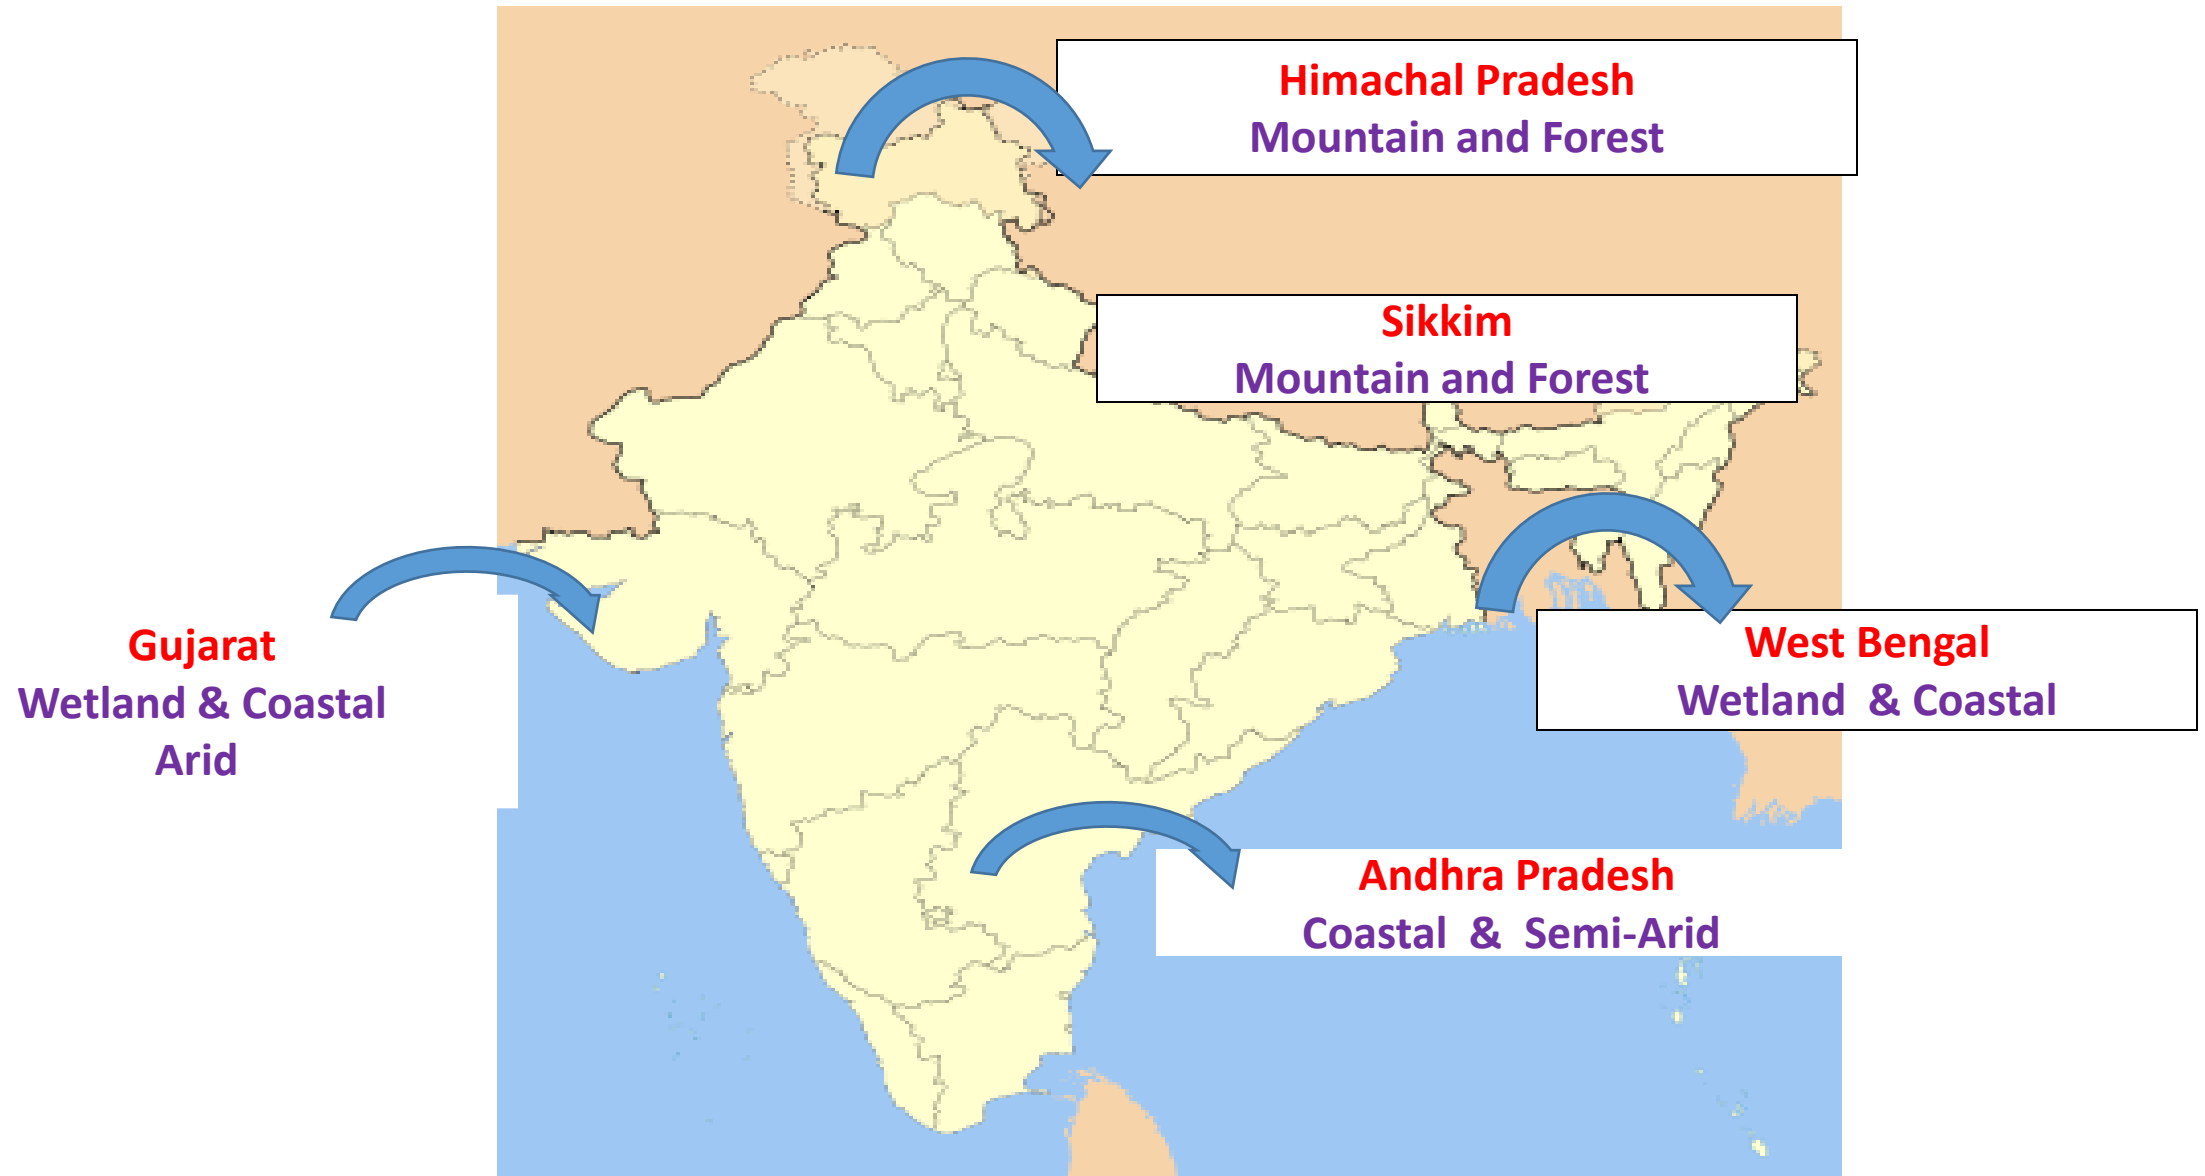 Himachal Pradesh
Mountain and Forest
Sikkim
Mountain and Forest
Gujarat
Wetland & Coastal
Arid
West Bengal
Wetland & Coastal
Andhra Pradesh
Coastal & Semi-Arid